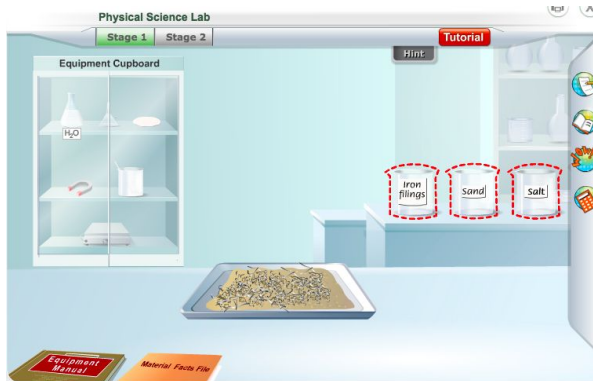 Physical Science Lab
Stage 1
Stage 2
Tutorial
Hint
Equipment Cupboard
H₂O
Iron
filings
Sand
Salt
Equipment
Manual
Material Facts File